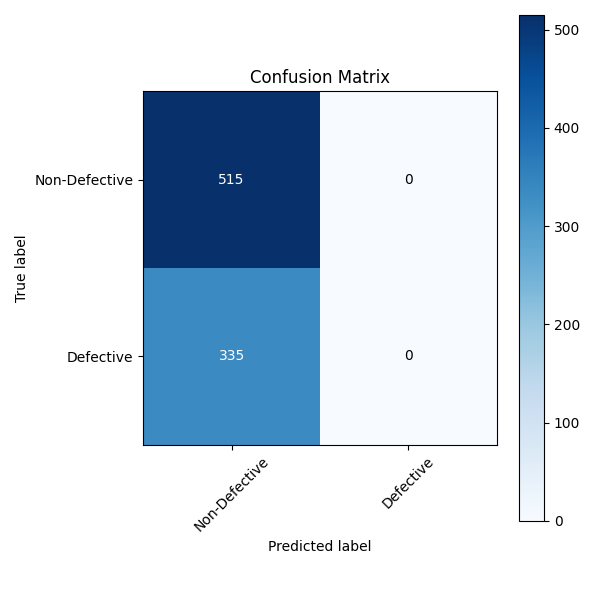 Confusion Matrix
True label
Non-Defective
515
0
Defective
335
0
Non-Defective
Defective
Predicted label
500
400
300
200
100
0